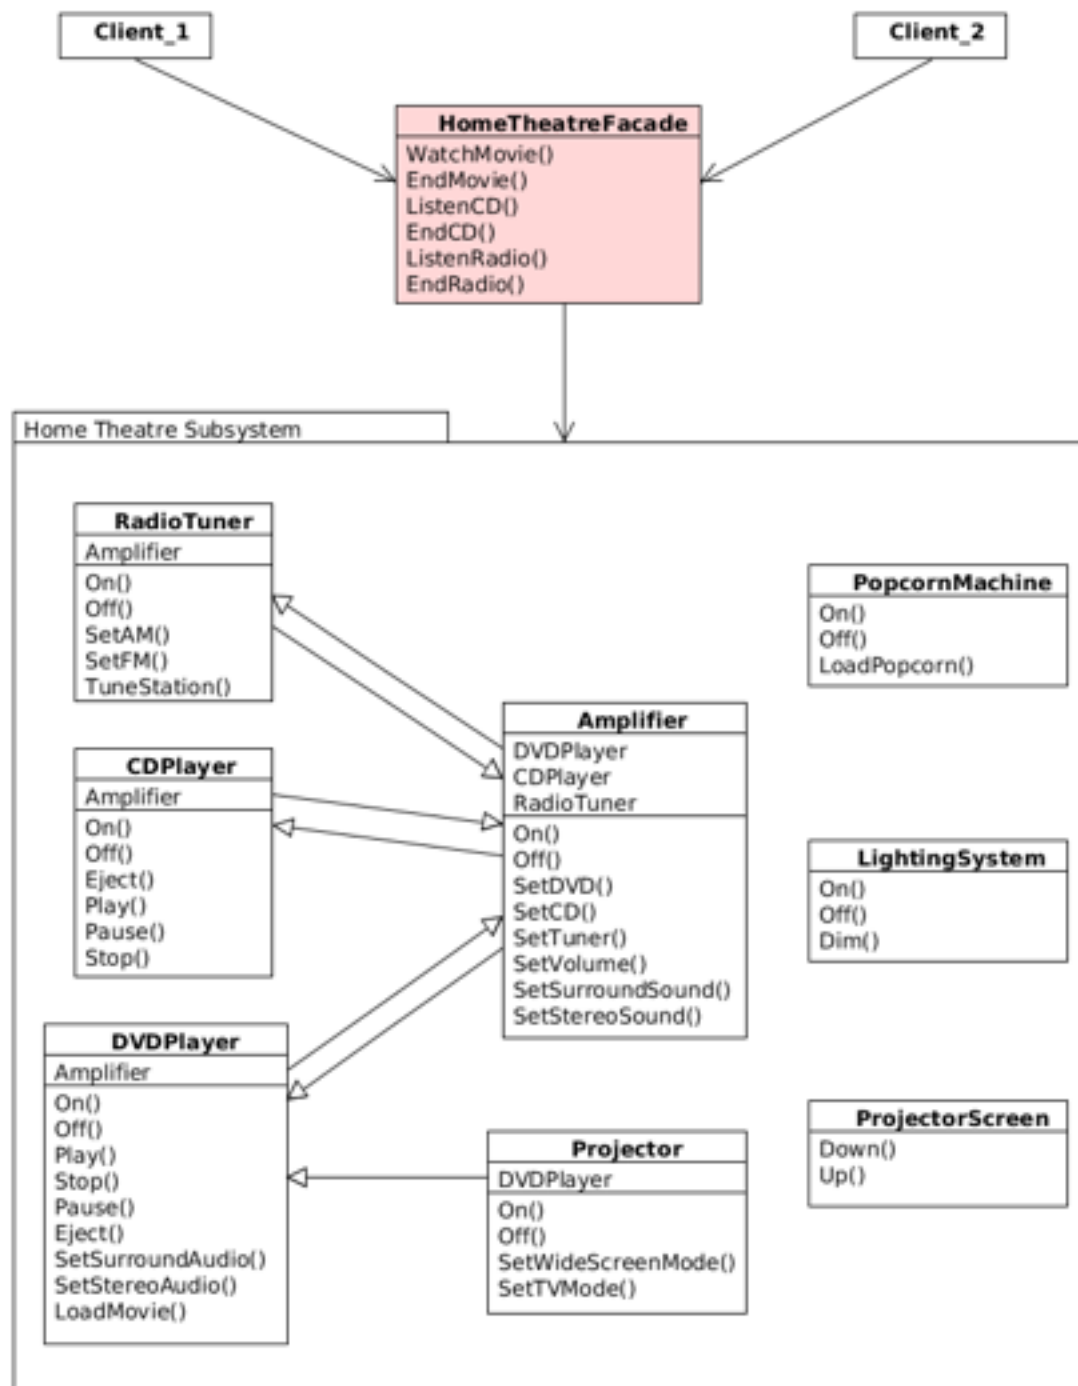 Client_1
Client_2
HomeTheatreFacade
WatchMovie()
EndMovie()
ListenCD()
EndCD()
ListenRadio()
EndRadio()
Home Theatre Subsystem
RadioTuner
Amplifier
On()
Off()
SetAM()
SetFM()
TuneStation()
CDPlayer
Amplifier
On()
Off()
Eject()
Play()
Pause()
Stop()
DVDPlayer
Amplifier
On()
Off()
Play()
Stop()
Pause()
Eject()
SetSurroundAudio()
SetStereoAudio()
LoadMovie()
Amplifier
DVDPlayer
CDPlayer
RadioTuner
On()
Off()
SetDVD()
SetCD()
SetTuner()
SetVolume()
SetSurroundSound()
SetStereoSound()
Projector
DVDPlayer
On()
Off()
SetWideScreenMode()
SetTVMode()
PopcornMachine
On()
Off()
LoadPopcorn()
LightingSystem
On()
Off()
Dim()
ProjectorScreen
Down()
Up()